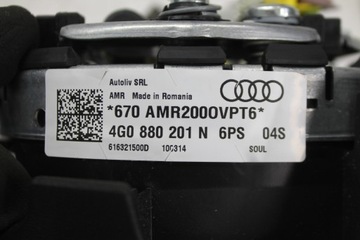 Autoliv SRL
AMR Made in Romania
*670 AMR2000VPT6*
4G0 880 201 N 6PS 04S
616321500D 100314 SOUL